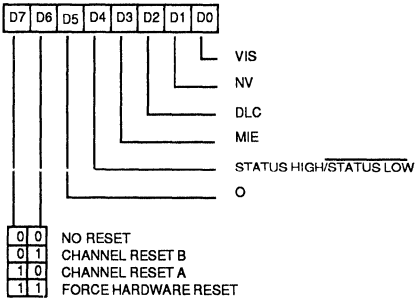 D7 D6 D5 D4 D3 D2 D1 D0
VIS
NV
DLC
MIE
STATUS HIGH/STATUS LOW
O
0 0 NO RESET
0 1 CHANNEL RESET B
1 0 CHANNEL RESET A
1 1 FORCE HARDWARE RESET